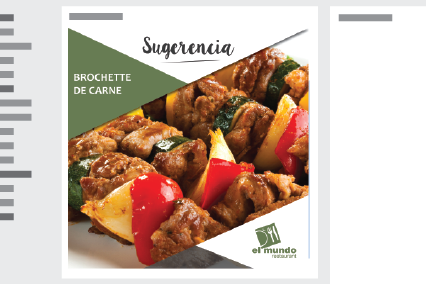 Sugerencia
BROCHETTE
DE CARNE
el mundo
restaurant